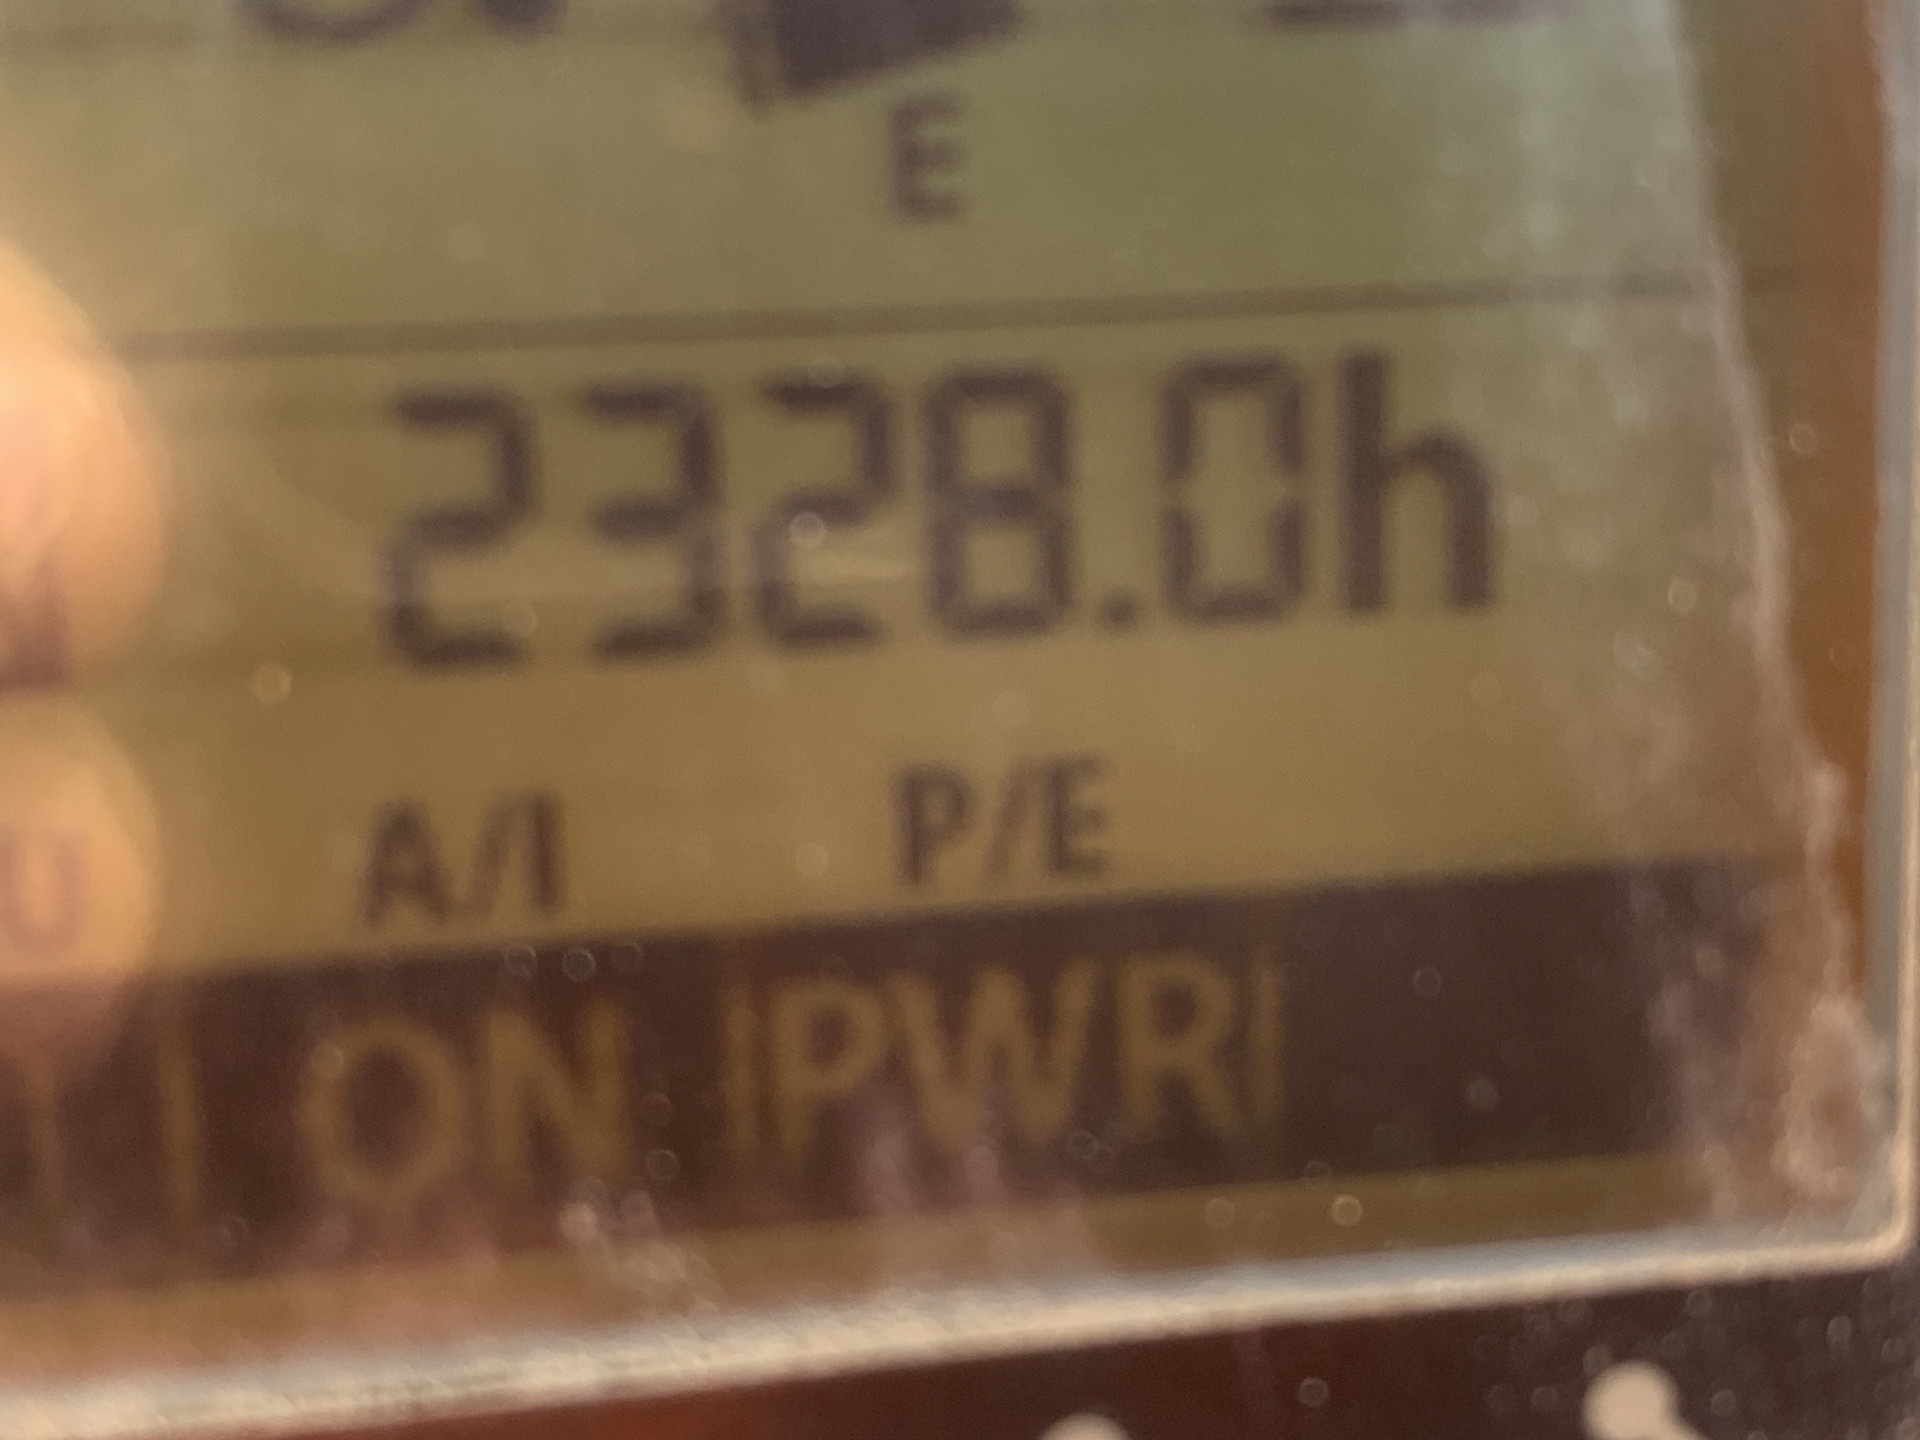 E
2328.0h
A/I P/E
U ON PWR